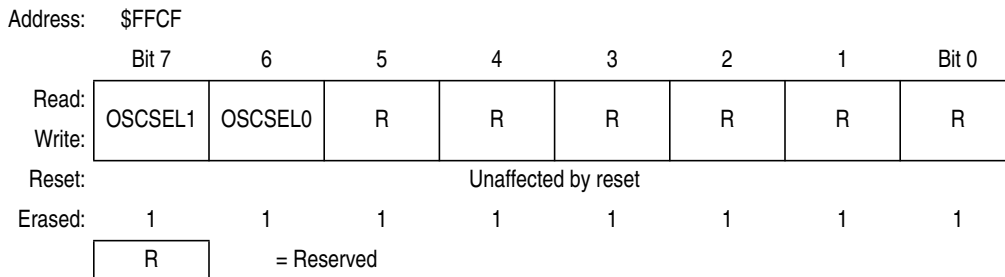 Address: $FFCF
Bit 7 6 5 4 3 2 1 Bit 0
Read:
OSCSEL1 OSCSEL0 R R R R R R
Write:
Reset: Unaffected by reset
Erased: 1 1 1 1 1 1 1 1
R = Reserved